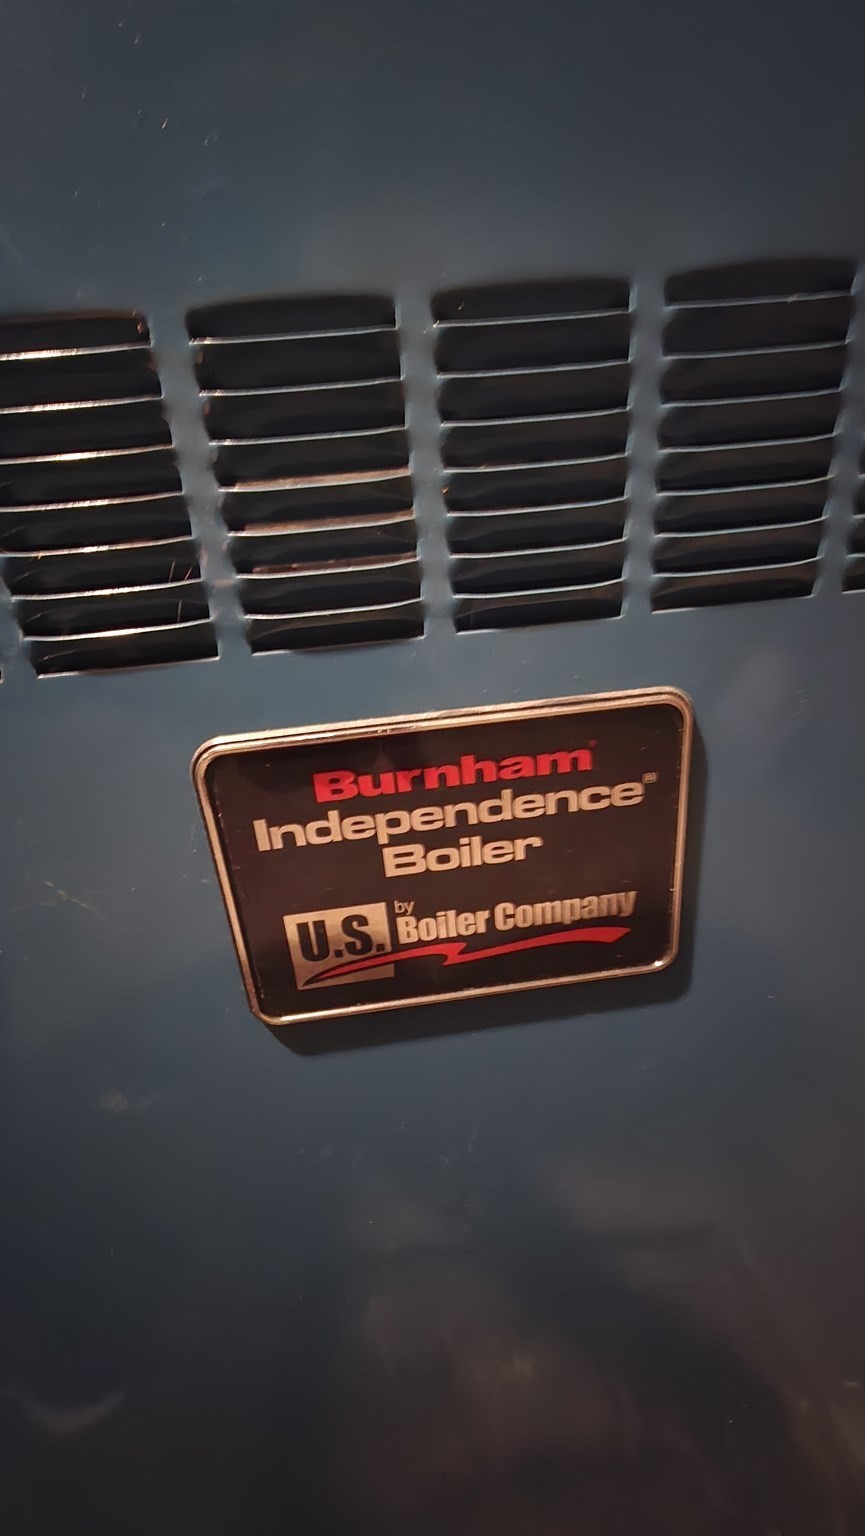 Burnham
Independence®
Boiler
by
U.S. Boiler Company